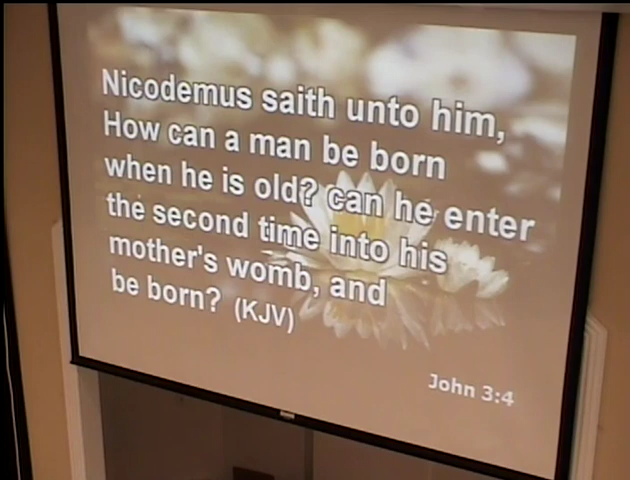 Nicodemus saith unto him,
How can a man be born
when he is old? can he enter
the second time into his
mother's womb, and
be born? (KJV)
John 3:4